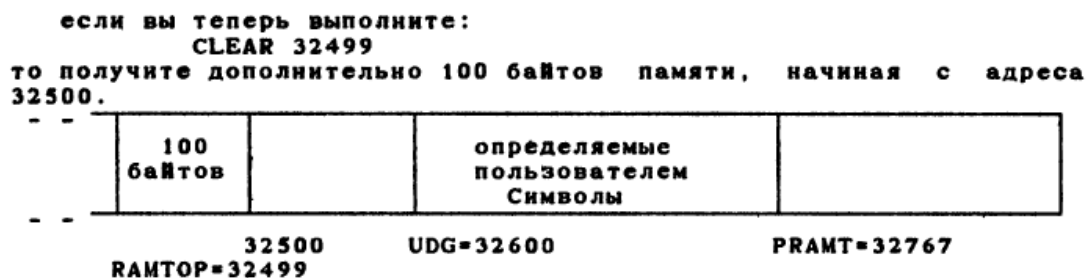 если вы теперь выполните:
CLEAR 32499
то получите дополнительно 100 байтов памяти, начиная с адреса
32500.
100
байтов
определяемые
пользователем
Символы
32500 UDG=32600 PRAMT=32767
RAMTOP=32499